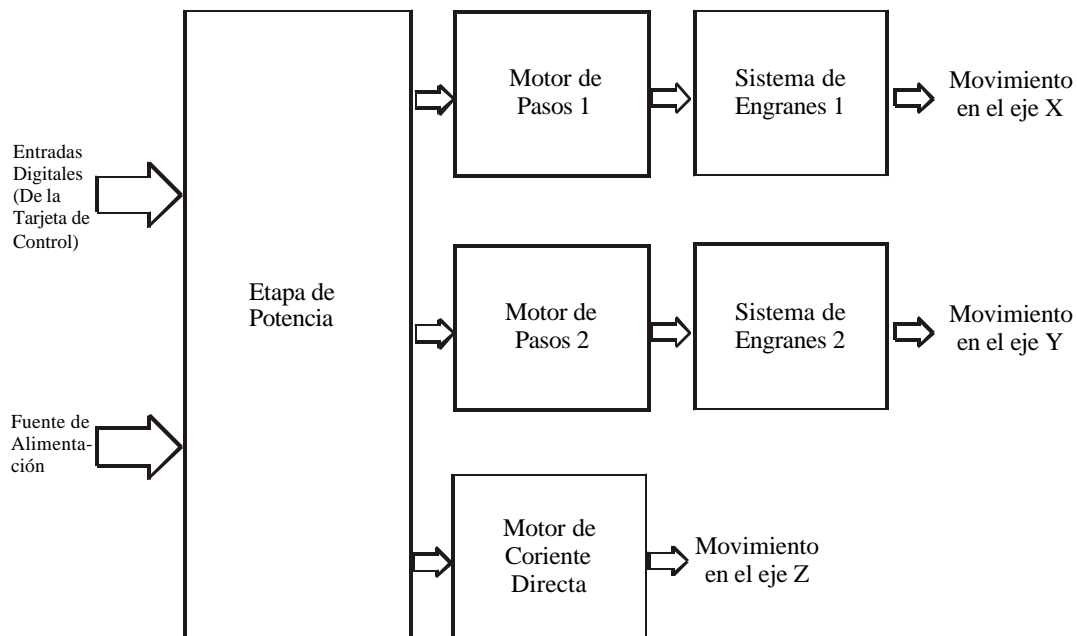 Entradas
Digitales
(De la
Tarjeta de
Control)
Fuente de
Alimenta-
ción
Etapa de
Potencia
Motor de
Pasos 1
Sistema de
Engranes 1
Movimiento
en el eje X
Motor de
Pasos 2
Sistema de
Engranes 2
Movimiento
en el eje Y
Motor de
Coriente
Directa
Movimiento
en el eje Z